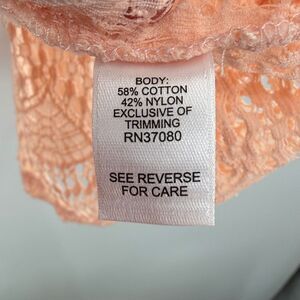 BODY:
58% COTTON
42% NYLON
EXCLUSIVE OF
TRIMMING
RN37080
SEE REVERSE
FOR CARE